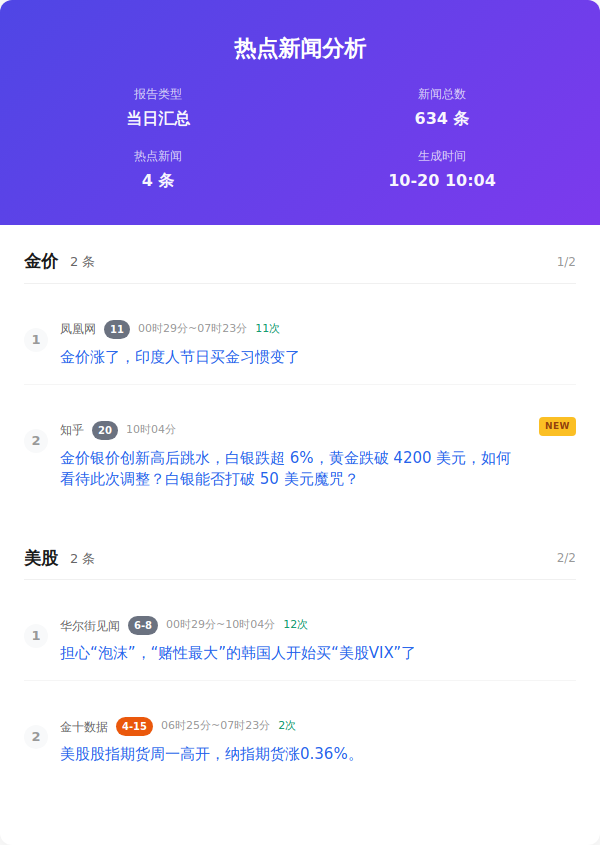 热点新闻分析
报告类型
新闻总数
当日汇总
634 条
热点新闻
生成时间
4 条
10-20 10:04
金价 2 条 1/2
1 凤凰网 11 00时29分~07时23分 11次
金价涨了，印度人节日买金习惯变了
2 知乎 20 10时04分 NEW
金价银价创新高后跳水，白银跌超 6%，黄金跌破 4200 美元，如何
看待此次调整？白银能否打破 50 美元魔咒？
美股 2 条 2/2
1 华尔街见闻 6-8 00时29分~10时04分 12次
担心“泡沫”，“赌性最大”的韩国人开始买“美股VIX”了
2 金十数据 4-15 06时25分~07时23分 2次
美股股指期货周一高开，纳指期货涨0.36%。